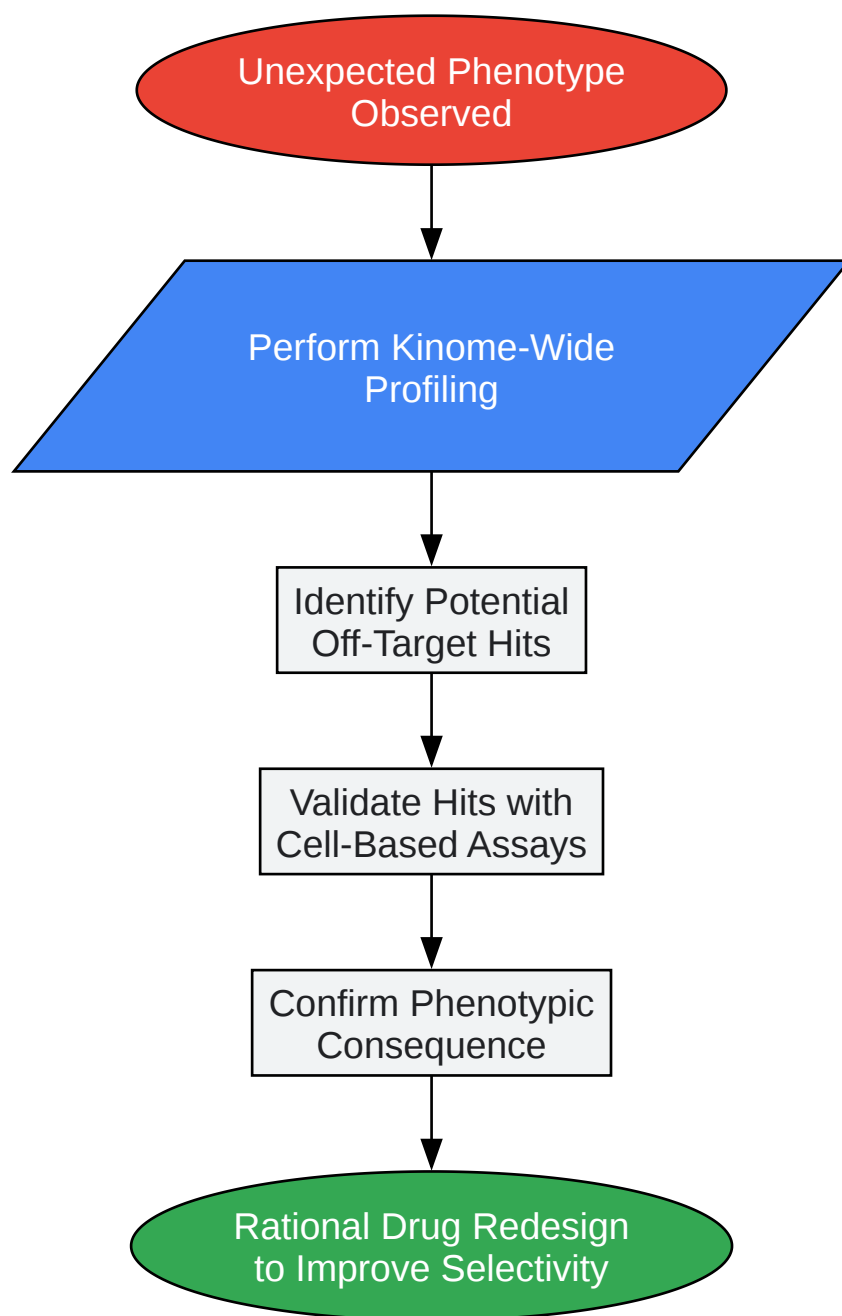 Unexpected Phenotype
Observed
Perform Kinome-Wide
Profiling
Identify Potential
Off-Target Hits
Validate Hits with
Cell-Based Assays
Confirm Phenotypic
Consequence
Rational Drug Redesign
to Improve Selectivity